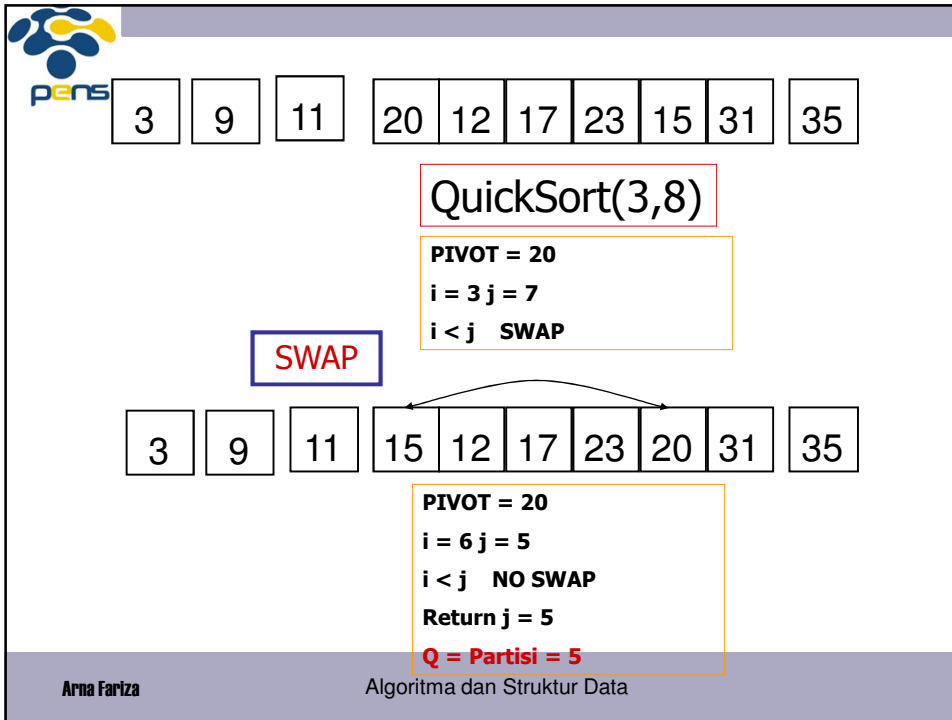 pens
3 9 11 20 12 17 23 15 31 35
QuickSort(3,8)
PIVOT = 20
i = 3 j = 7
i < j SWAP
SWAP
3 9 11 15 12 17 23 20 31 35
PIVOT = 20
i = 6 j = 5
i < j NO SWAP
Return j = 5
Q = Partisi = 5
Arna Fariza Algoritma dan Struktur Data